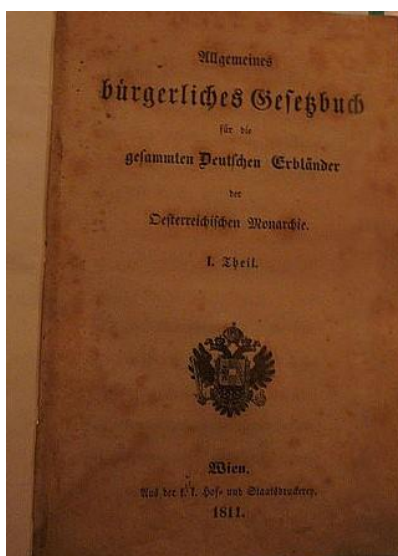 Allgemeines
bürgerliches Gesetzbuch
für die
gesammten Deutschen Erbländer
der
Oesterreichischen Monarchie.
I. Theil.
Wien.
Aus der k. k. Hof- und Staatsdruckerey.
1811.